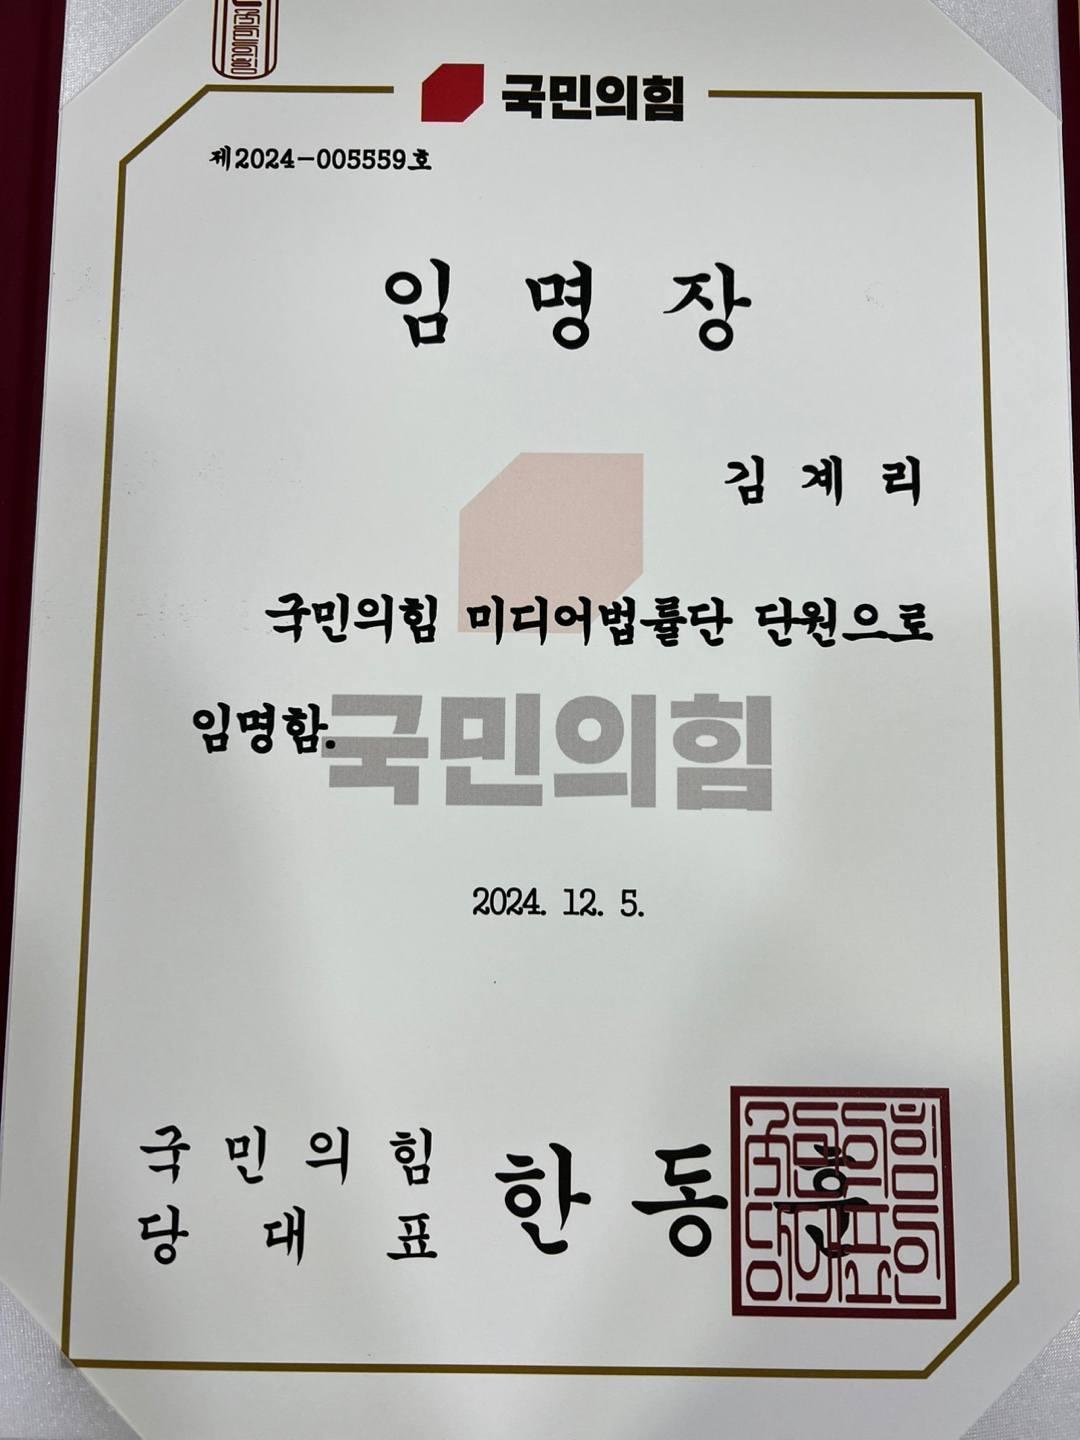 국민의힘
제2024-005559호
임 명 장
김 계 리
국민의힘 미디어법률단 단원으로
임명함.
국민의힘
2024. 12. 5.
국 민 의 힘
당 대 표
한 동 훈